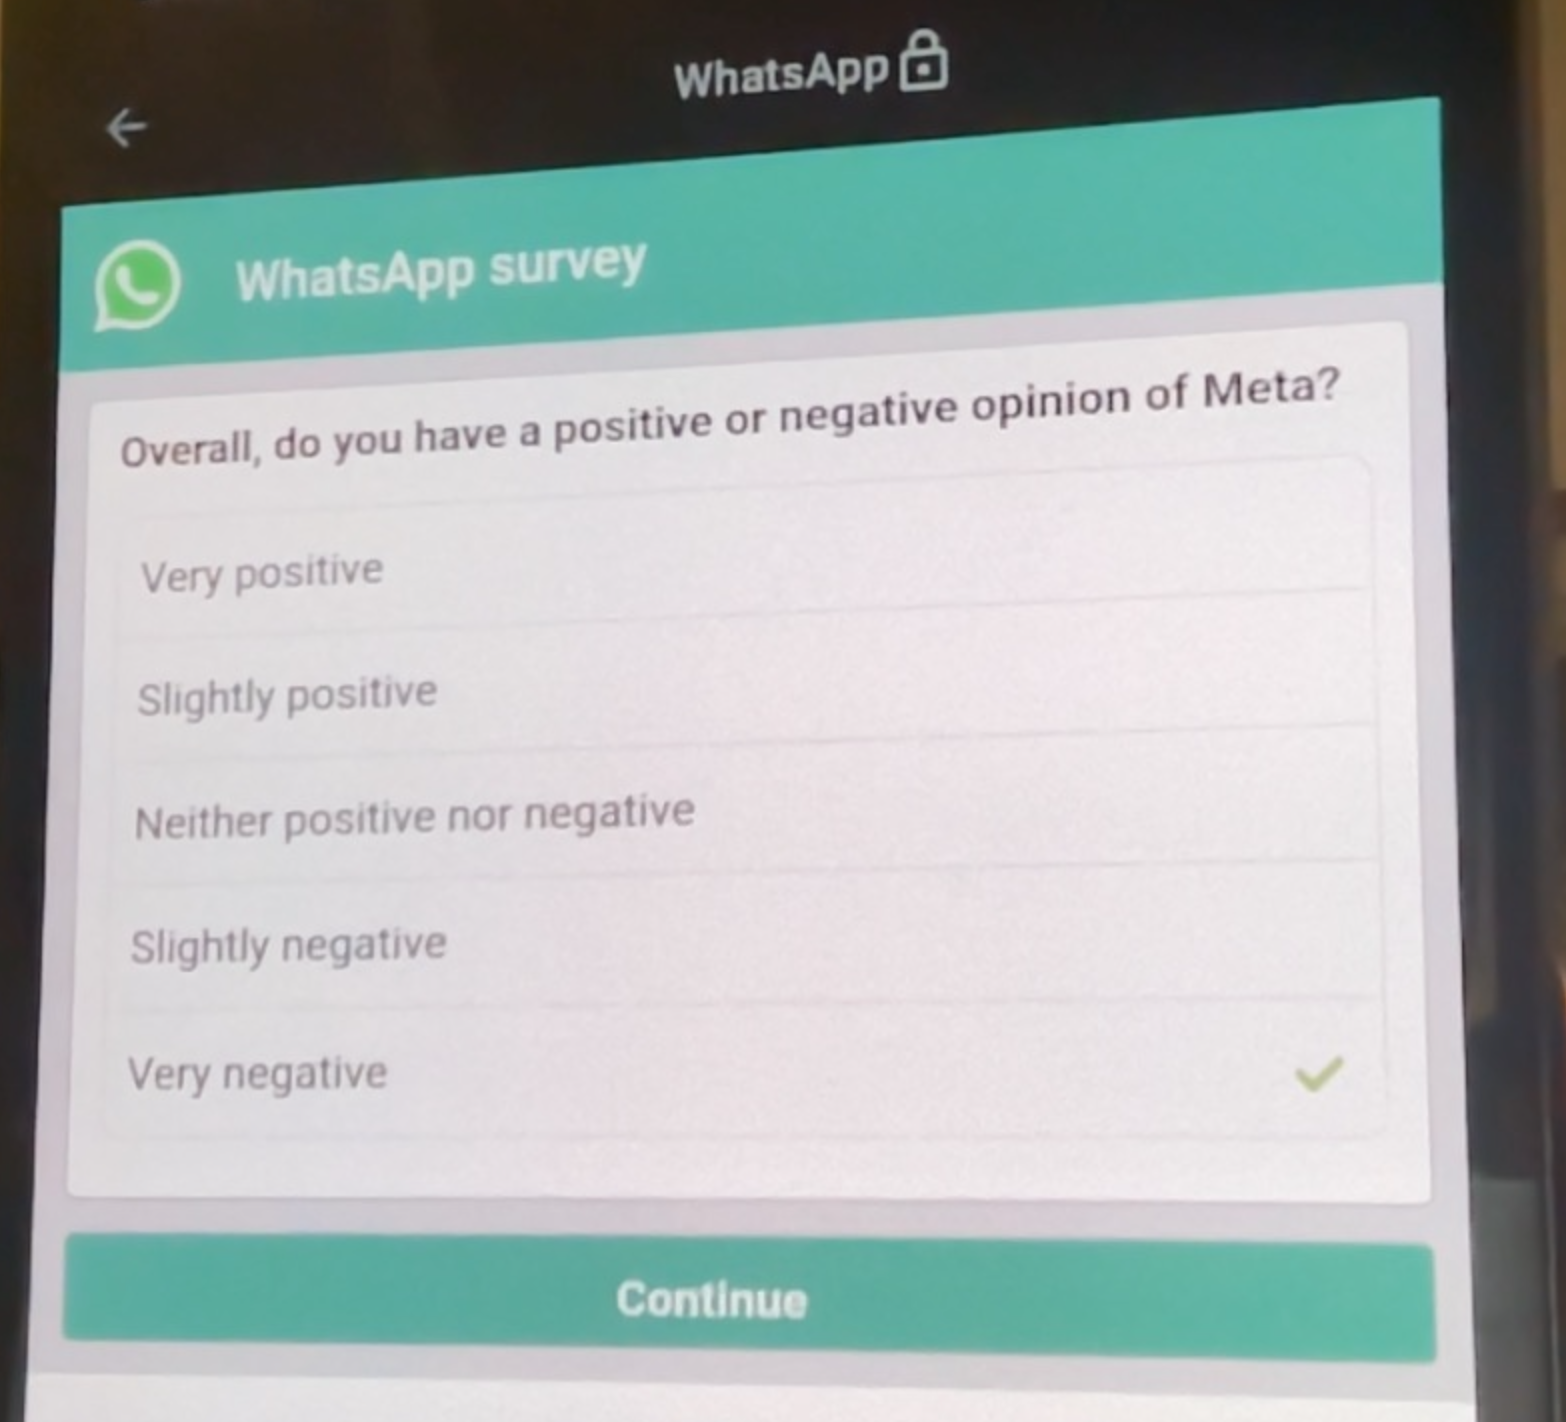 WhatsApp
WhatsApp survey
Overall, do you have a positive or negative opinion of Meta?
Very positive
Slightly positive
Neither positive nor negative
Slightly negative
Very negative
Continue